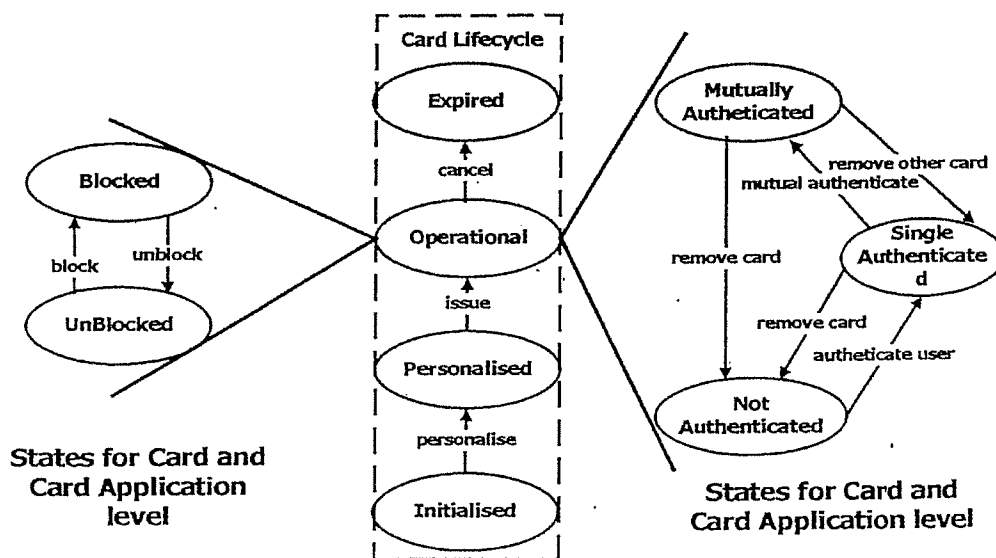 Card Lifecycle
Expired
cancel
Operational
issue
Personalised
personalise
Initialised
Blocked
block
unblock
UnBlocked
States for Card and
Card Application
level
Mutually
Autheticated
remove other card
mutual authenticate
Single
Authenticate
d
remove card
remove card
autheticate user
Not
Authenticated
States for Card and
Card Application level